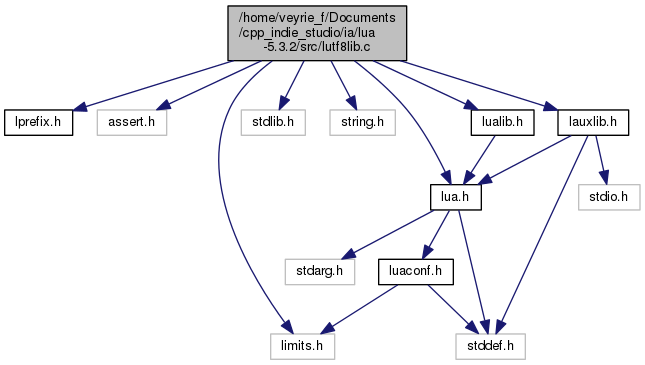 /home/veyrie_f/Documents
/cpp_indie_studio/ia/lua
-5.3.2/src/lutf8lib.c
lprefix.h
assert.h
stdlib.h
string.h
lualib.h
lauxlib.h
lua.h
stdio.h
stdarg.h
luaconf.h
limits.h
stddef.h